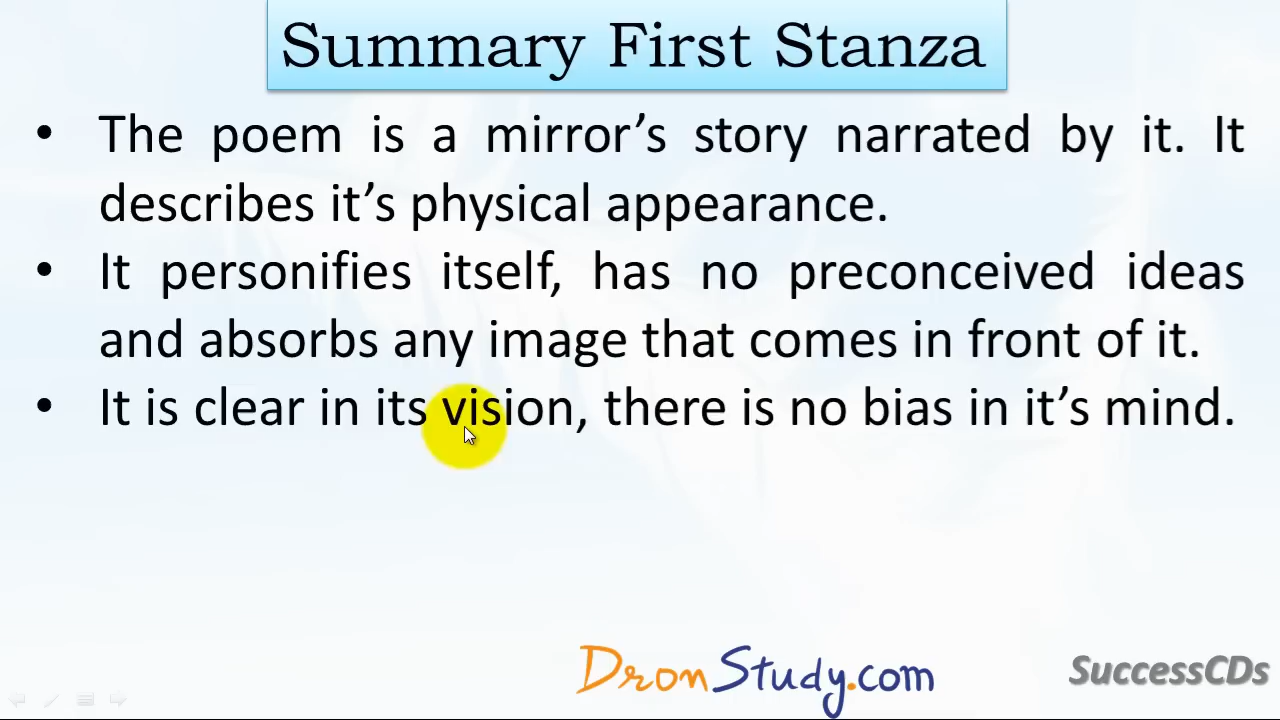 Summary First Stanza
• The poem is a mirror’s story narrated by it. It
describes it’s physical appearance.
• It personifies itself, has no preconceived ideas
and absorbs any image that comes in front of it.
• It is clear in its vision, there is no bias in it’s mind.
DronStudy.com
SuccessCDs